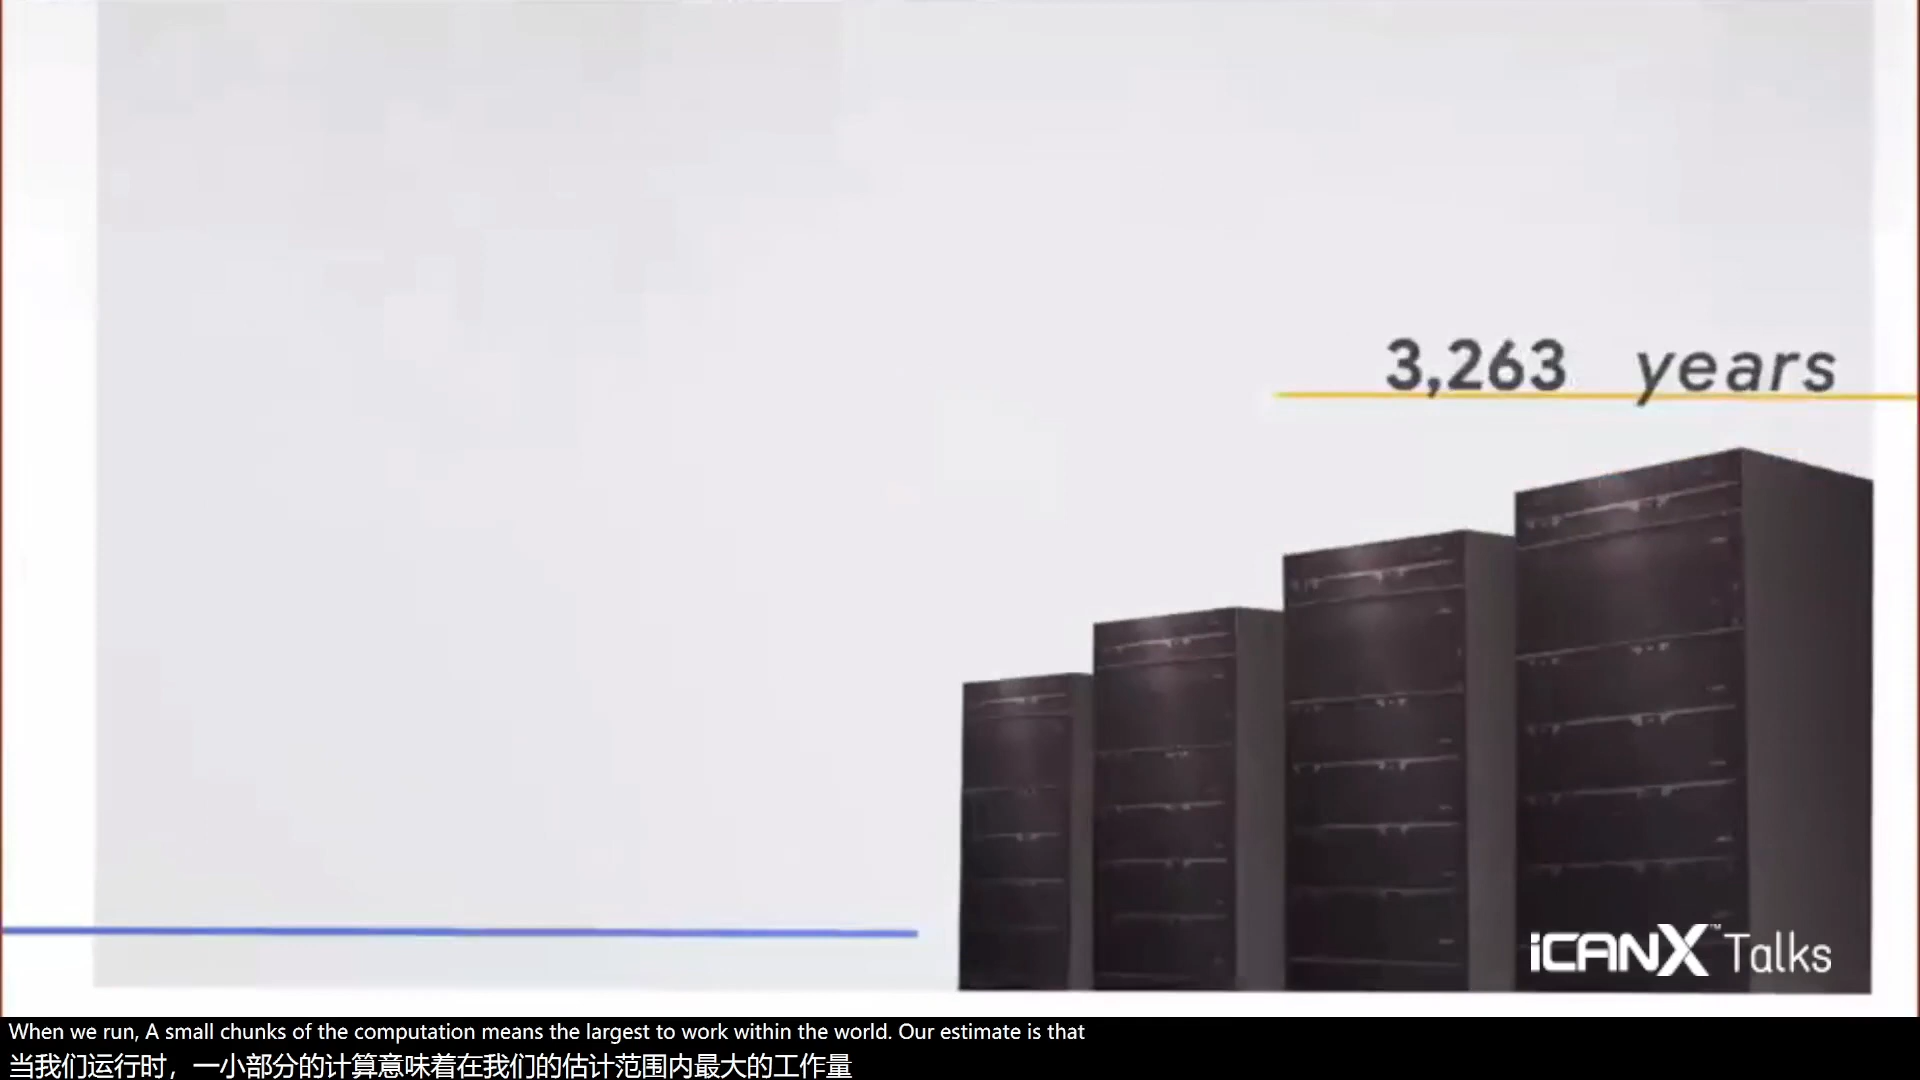 3,263 years
iCANX™ Talks
When we run, A small chunks of the computation means the largest to work within the world. Our estimate is that
当我们运行时，一小部分的计算意味着在我们的估计范围内最大的工作量